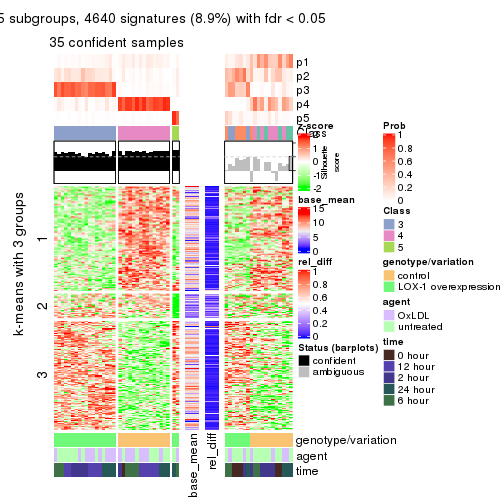 5 subgroups, 4640 signatures (8.9%) with fdr < 0.05
35 confident samples
p1
p2
p3
p4
p5
Class
Silhouette
score
k-means with 3 groups
1
2
3
base_mean
rel_diff
genotype/variation
agent
time
z-score
2
1
0
-1
-2
base_mean
15
10
5
0
rel_diff
1
0.8
0.6
0.4
0.2
0
Status (barplots)
confident
ambiguous
Prob
1
0.8
0.6
0.4
0.2
0
Class
3
4
5
genotype/variation
control
LOX-1 overexpression
agent
OxLDL
untreated
time
0 hour
12 hour
2 hour
24 hour
6 hour